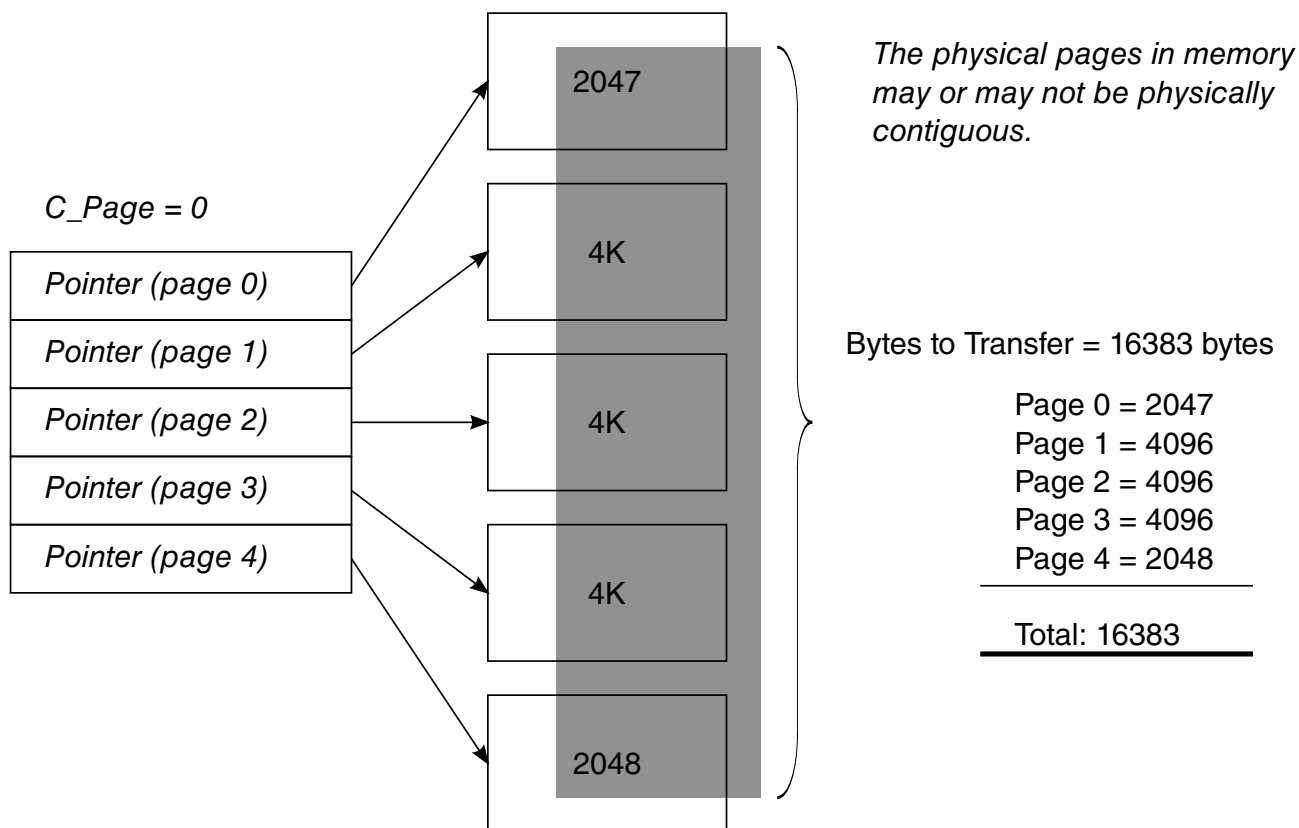 The physical pages in memory
may or may not be physically
contiguous.
C_Page = 0
Pointer (page 0)
Pointer (page 1)
Pointer (page 2)
Pointer (page 3)
Pointer (page 4)
2047
4K
4K
4K
2048
Bytes to Transfer = 16383 bytes
Page 0 = 2047
Page 1 = 4096
Page 2 = 4096
Page 3 = 4096
Page 4 = 2048
Total: 16383